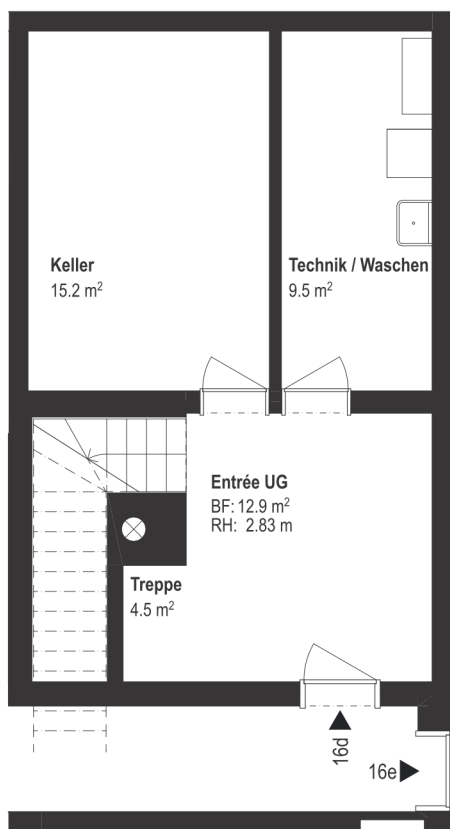 Keller
15.2 m²
Technik / Waschen
9.5 m²
Entrée UG
BF: 12.9 m²
RH: 2.83 m
Treppe
4.5 m²
16d
16e